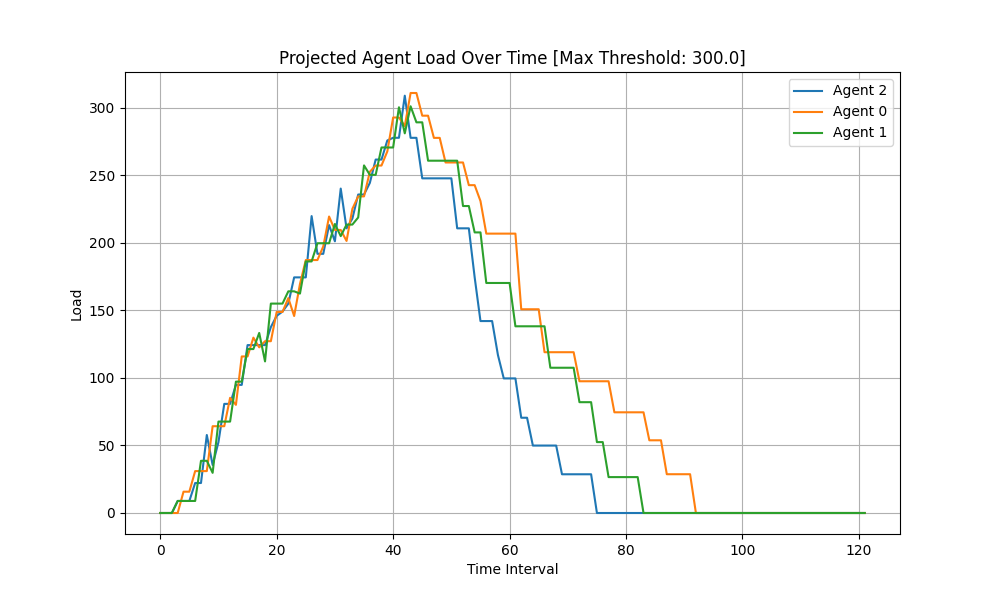 Projected Agent Load Over Time [Max Threshold: 300.0]
Agent 2
Agent 0
Agent 1
Load
300
250
200
150
100
50
0
0 20 40 60 80 100 120
Time Interval